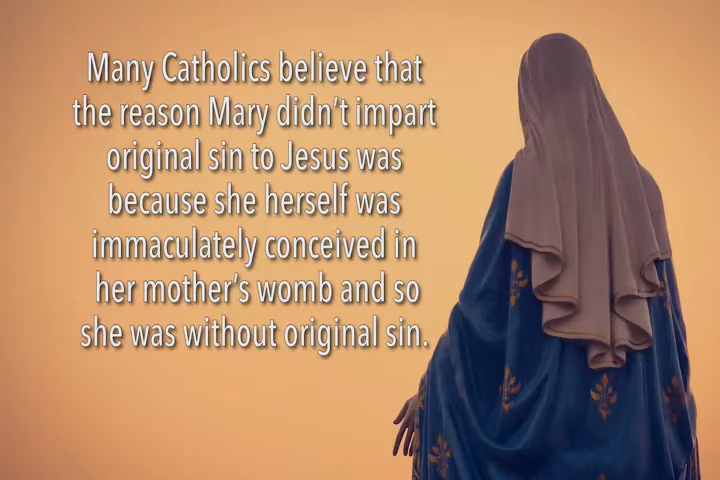 Many Catholics believe that
the reason Mary didn't impart
original sin to Jesus was
because she herself was
immaculately conceived in
her mother's womb and so
she was without original sin.